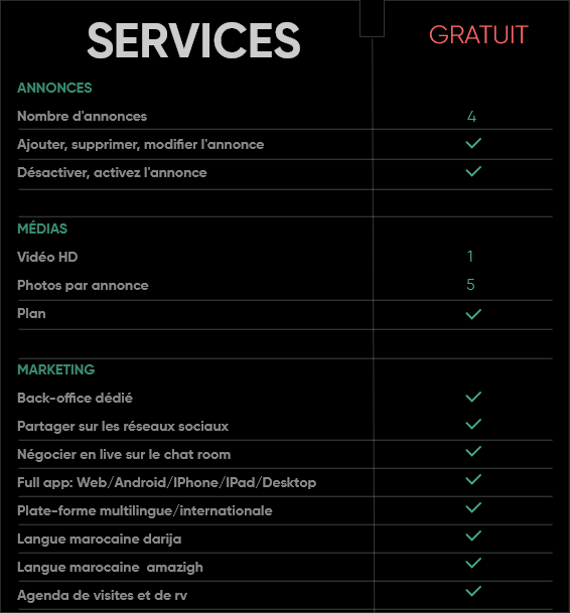 SERVICES GRATUIT
ANNONCES
Nombre d'annonces 4
Ajouter, supprimer, modifier l'annonce
Désactiver, activez l'annonce
MÉDIAS
Vidéo HD 1
Photos par annonce 5
Plan
MARKETING
Back-office dédié
Partager sur les réseaux sociaux
Négocier en live sur le chat room
Full app: Web/Android/IPhone/IPad/Desktop
Plate-forme multilingue/internationale
Langue marocaine darija
Langue marocaine amazigh
Agenda de visites et de rv